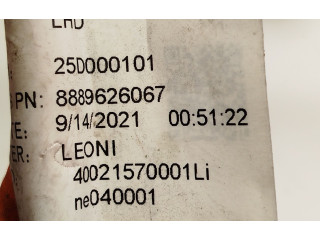 LHD
25D000101
PN: 8889626067
E: 9/14/2021 00:51:22
ER: LEONI
40021570001Li
ne040001